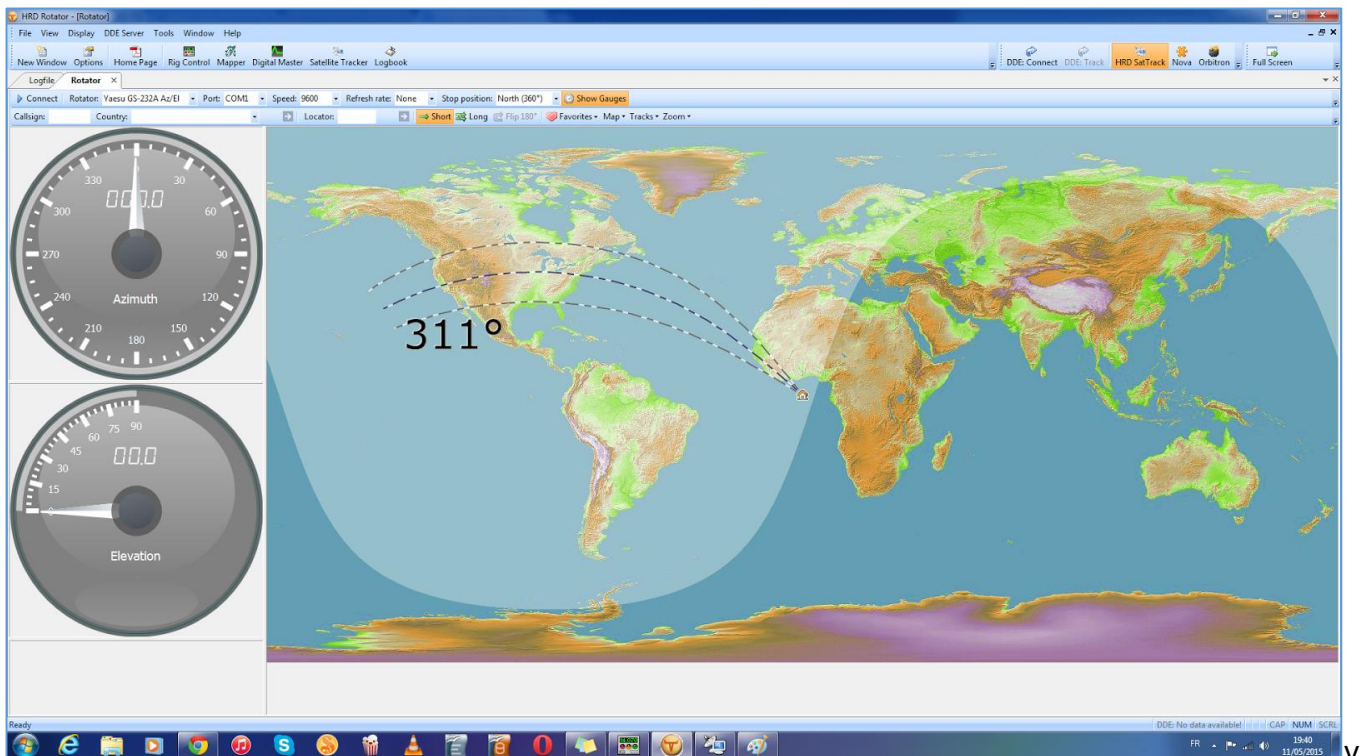 HRD Rotator - [Rotator]
File View Display DDE Server Tools Window Help
New Window Options Home Page Rig Control Mapper Digital Master Satellite Tracker Logbook DDE: Connect DDE: Track HRD SatTrack Nova Orbitron Full Screen
Logfile Rotator
Connect Rotator: Yaesu GS-232A Az/El Port: COM1 Speed: 9600 Refresh rate: None Stop position: North (360°) Show Gauges
Callsign: Country: Locator: Short Long Flip 180° Favorites Map Tracks Zoom
330 30
000.0
300 60
270 90
240 Azimuth 120
210 150
180
311°
75 90
60
45 00.0
30
15
0
Elevation
Ready DDE: No data available! CAP NUM SCRL
FR 19:40
11/05/2015
y